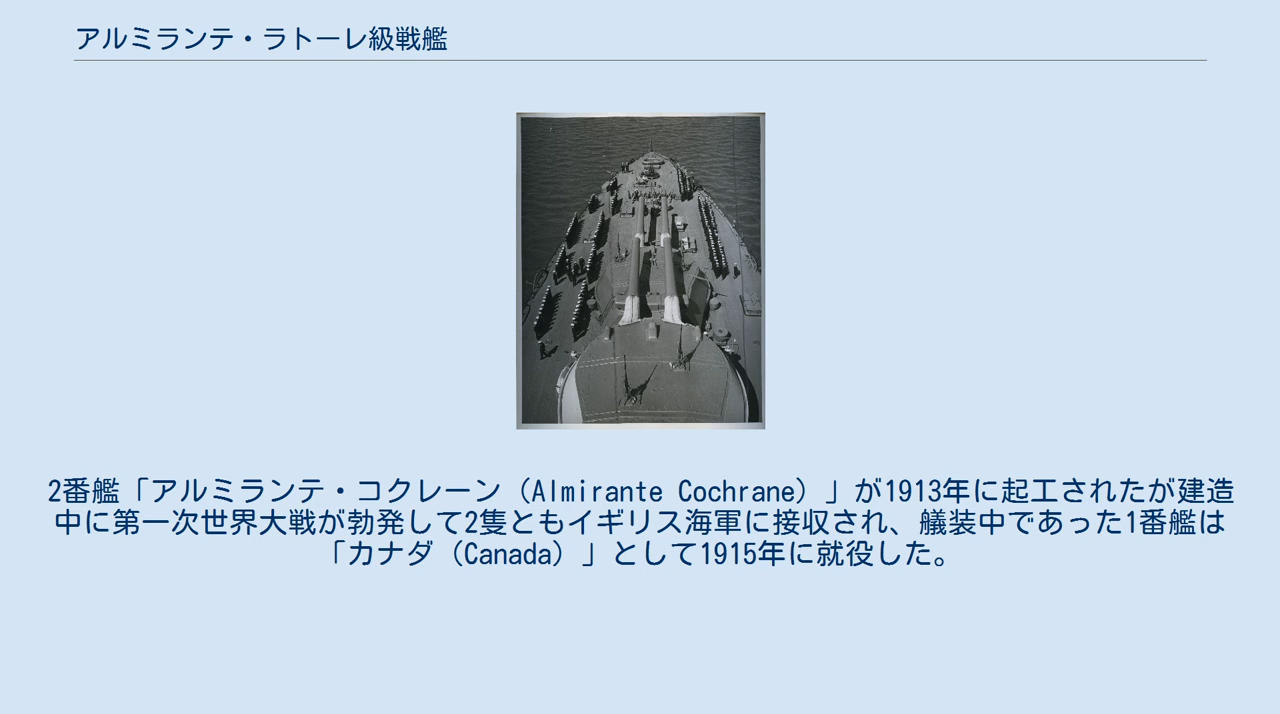 アルミランテ・ラトーレ級戦艦
2番艦「アルミランテ・コクレーン（Almirante Cochrane）」が1913年に起工されたが建造
中に第一次世界大戦が勃発して2隻ともイギリス海軍に接収され、艤装中であった1番艦は
「カナダ（Canada）」として1915年に就役した。